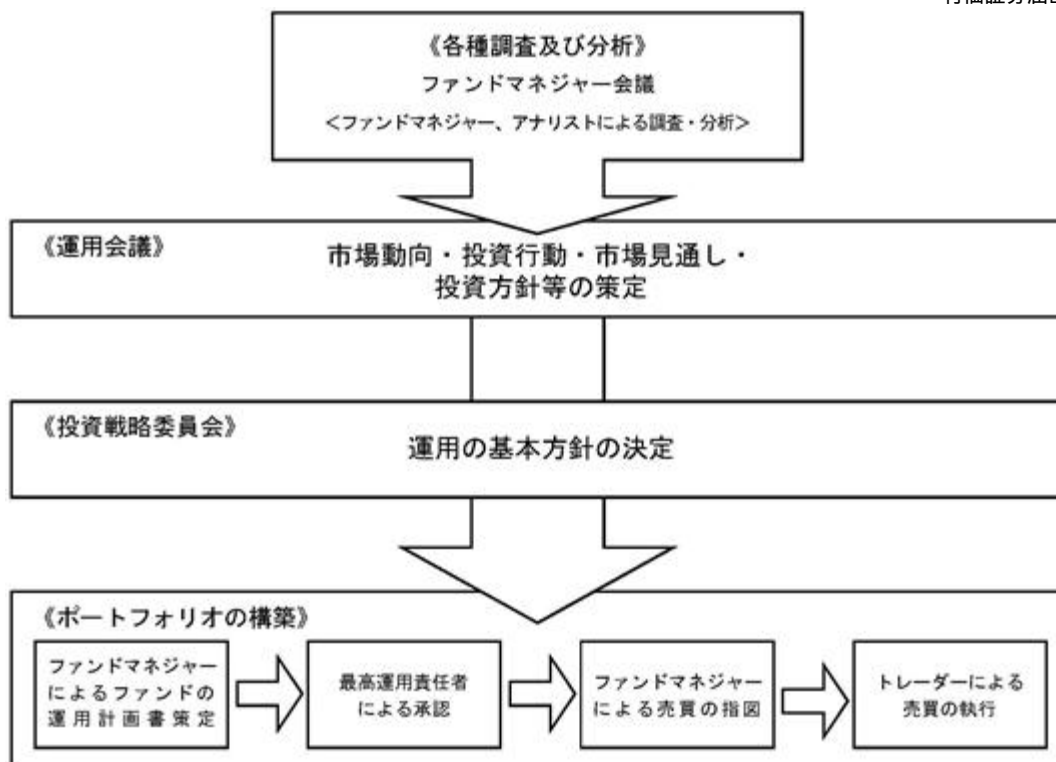 《各種調査及び分析》
ファンドマネジャー会議
<ファンドマネジャー、アナリストによる調査・分析>
《運用会議》
市場動向・投資行動・市場見通し・
投資方針等の策定
《投資戦略委員会》
運用の基本方針の決定
《ポートフォリオの構築》
ファンドマネジャー
によるファンドの
運用計画書策定
最高運用責任者
による承認
ファンドマネジャー
による売買の指図
トレーダーによる
売買の執行